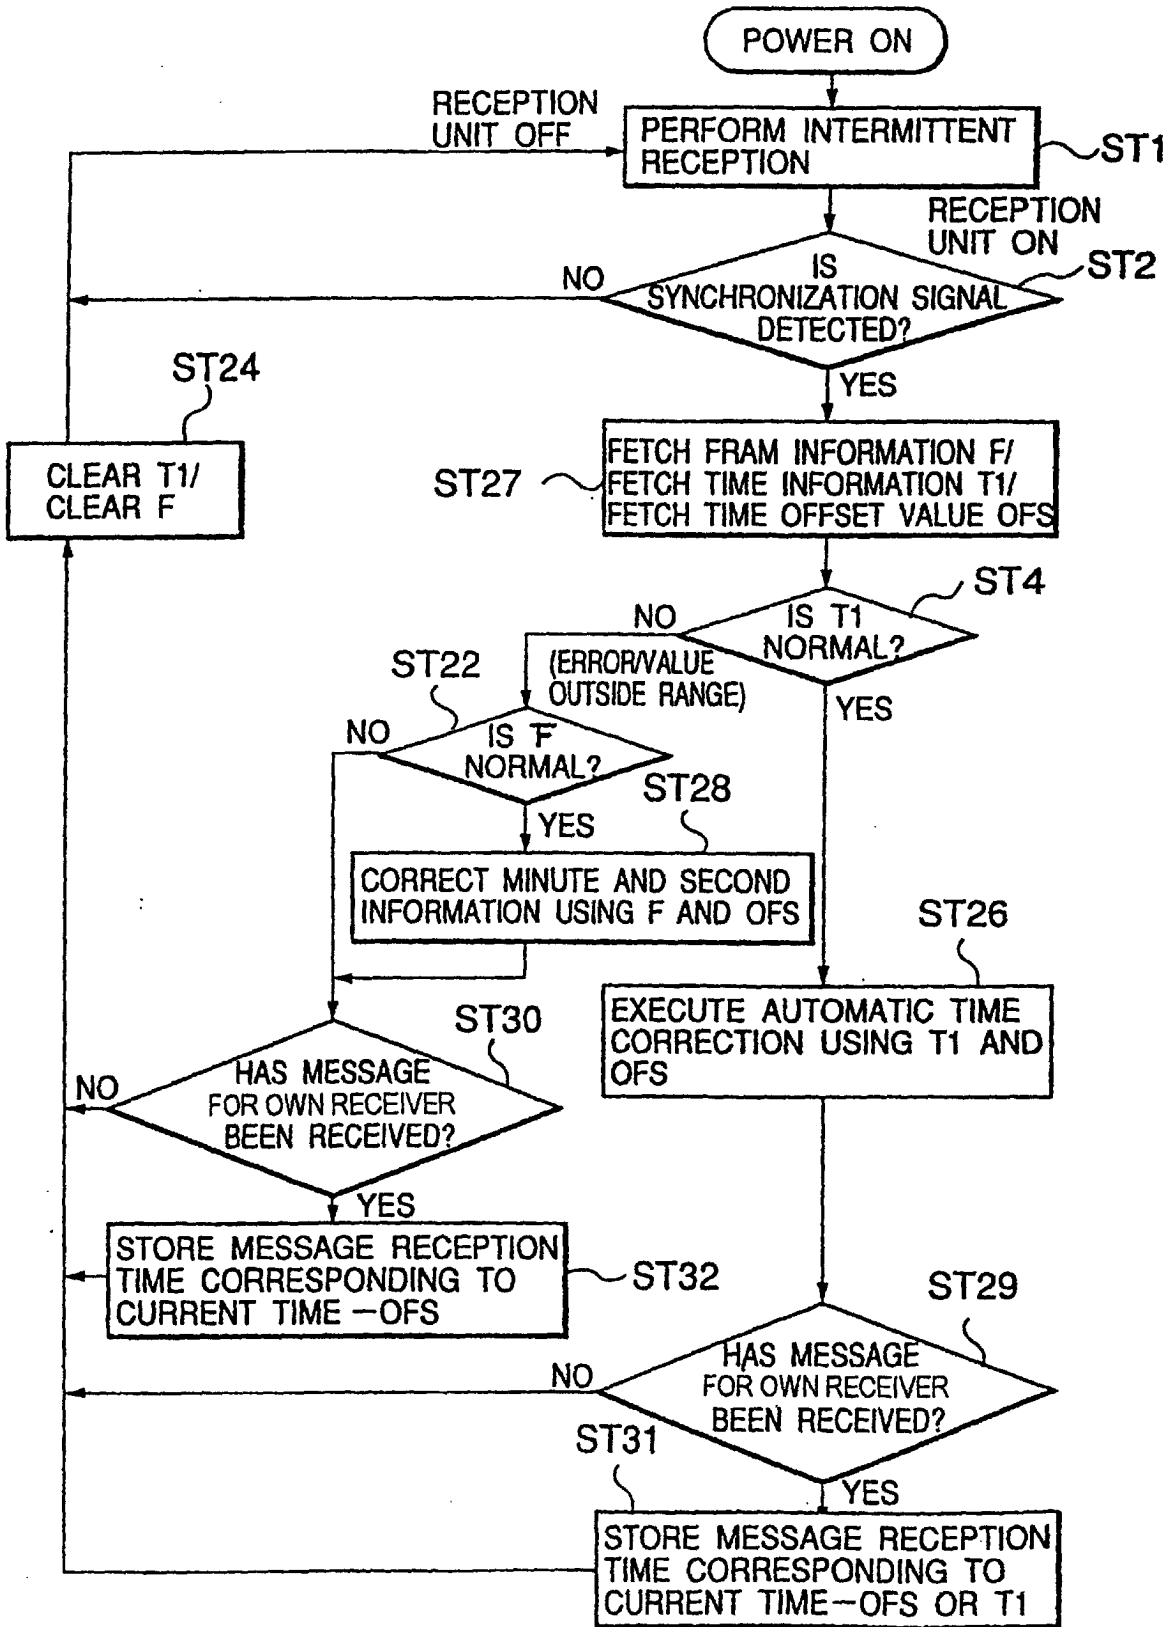 POWER ON
RECEPTION
UNIT OFF
PERFORM INTERMITTENT
RECEPTION
ST1
RECEPTION
UNIT ON
NO
IS
SYNCHRONIZATION SIGNAL
DETECTED?
ST2
YES
ST24
CLEAR T1/
CLEAR F
ST27
FETCH FRAM INFORMATION F/
FETCH TIME INFORMATION T1/
FETCH TIME OFFSET VALUE OFS
NO
IS T1
NORMAL?
ST4
(ERROR/VALUE
OUTSIDE RANGE)
YES
ST22
NO
IS F
NORMAL?
YES
ST28
CORRECT MINUTE AND SECOND
INFORMATION USING F AND OFS
ST26
EXECUTE AUTOMATIC TIME
CORRECTION USING T1 AND
OFS
ST30
NO
HAS MESSAGE
FOR OWN RECEIVER
BEEN RECEIVED?
YES
STORE MESSAGE RECEPTION
TIME CORRESPONDING TO
CURRENT TIME—OFS
ST32
ST29
NO
HAS MESSAGE
FOR OWN RECEIVER
BEEN RECEIVED?
ST31
YES
STORE MESSAGE RECEPTION
TIME CORRESPONDING TO
CURRENT TIME—OFS OR T1